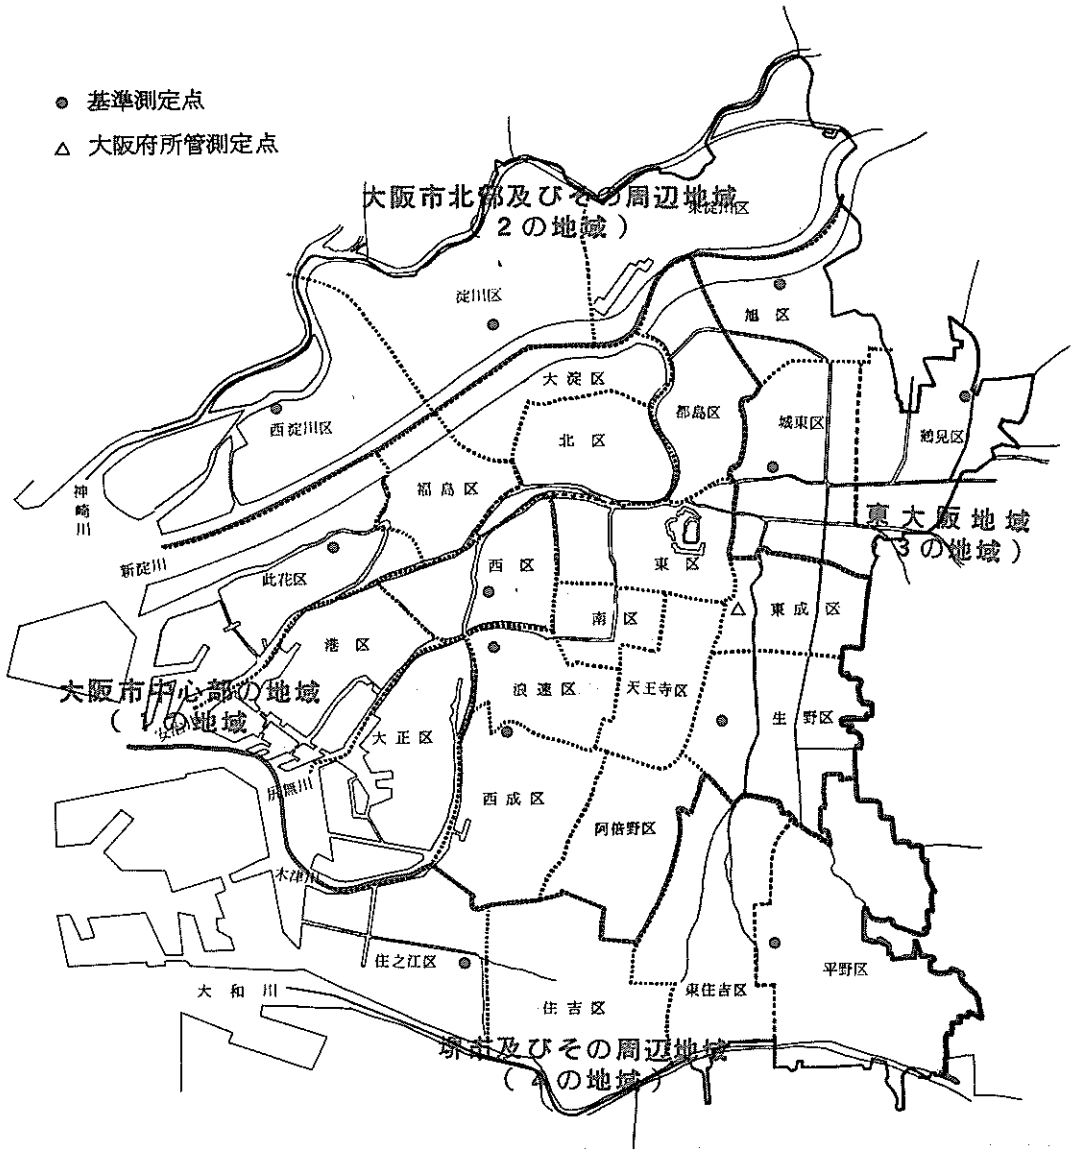 基準測定点
大阪府所管測定点
大阪市北部及びその周辺地域
( 2の地域 )
東淀川区
淀川区
旭 区
大 淀 区
都島区
城東区
鶴見区
西淀川区
北 区
福 島 区
神崎川
東大阪地域
( 3の地域 )
新淀川
此花区
西 区
東 区
南 区
東 成 区
港 区
大阪市中心部の地域
( 1の地域
浪 速 区
天王寺区
生 野 区
大 正 区
尻無川
西 成 区
阿倍野区
木津川
住之江区
平野区
大 和 川
住 吉 区
東住吉区
堺市及びその周辺地域
( 4の地域 )